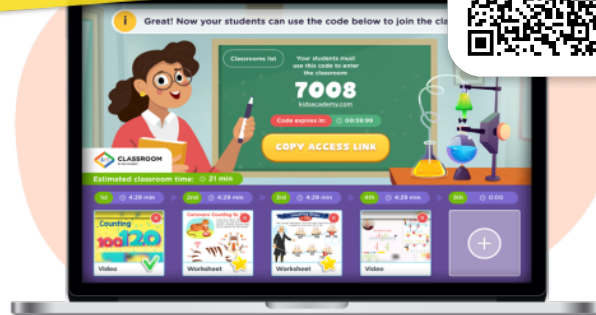 Great! Now your students can use the code below to join the cla
Classrooms list
Your students must
use this code to enter
the classroom:
7008
kidsacademy.com
Code expires in: 00:59:99
COPY ACCESS LINK
CLASSROOM
Estimated classroom time: 21 min
1st 4:29 min
2nd 4:29 min
3rd 4:29 min
4th 4:29 min
5th 0:00
Counting
100 120
Video
Worksheet
Worksheet
Video